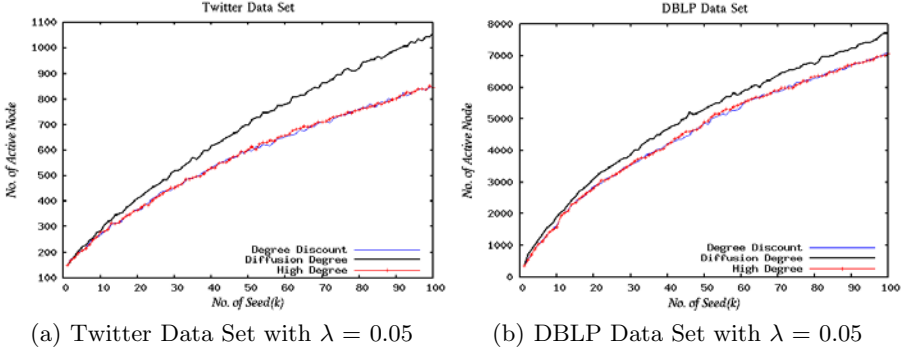 Twitter Data Set
1100
1000
900
800
700
600
500
400
300
200
100
No. of Active Node
Degree Discount
Diffusion Degree
High Degree
0 10 20 30 40 50 60 70 80 90 100
No. of Seed(k)
(a) Twitter Data Set with λ = 0.05
DBLP Data Set
8000
7000
6000
5000
4000
3000
2000
1000
0
No. of Active Node
Degree Discount
Diffusion Degree
High Degree
0 10 20 30 40 50 60 70 80 90 100
No. of Seed(k)
(b) DBLP Data Set with λ = 0.05